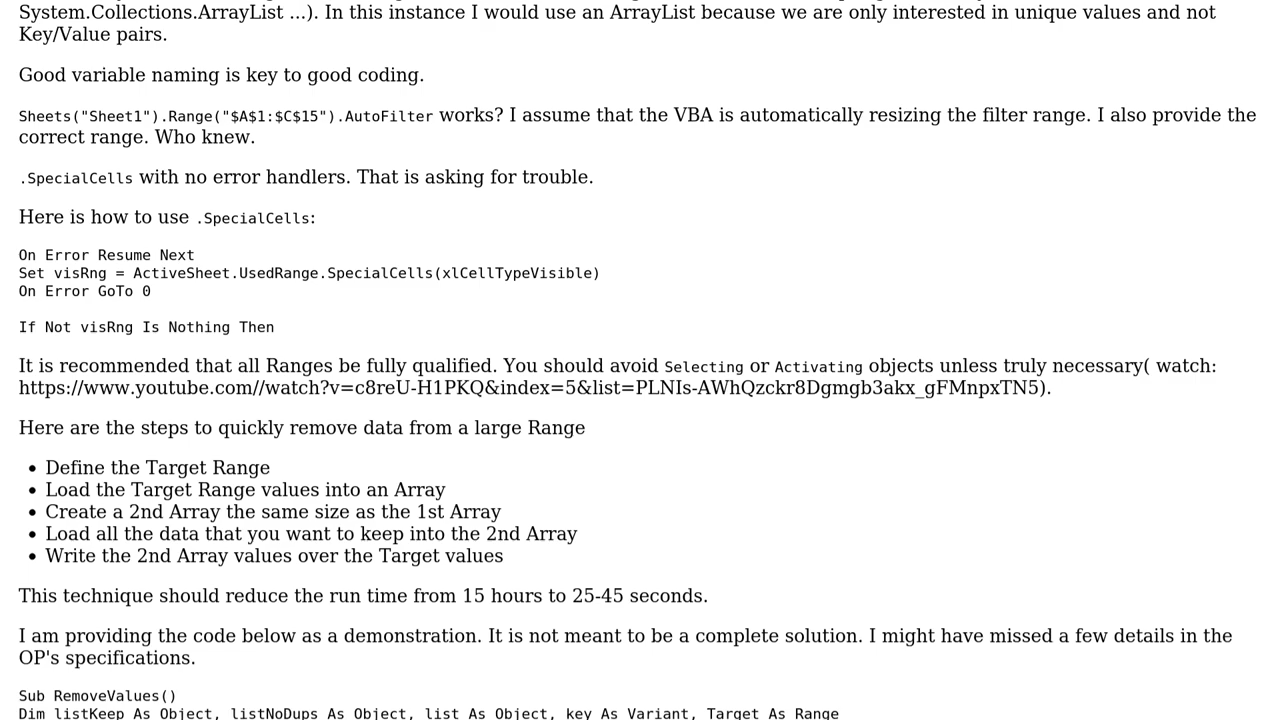 System.Collections.ArrayList ...). In this instance I would use an ArrayList because we are only interested in unique values and not
Key/Value pairs.
Good variable naming is key to good coding.
Sheets("Sheet1").Range("$A$1:$C$15").AutoFilter works? I assume that the VBA is automatically resizing the filter range. I also provide the
correct range. Who knew.
.SpecialCells with no error handlers. That is asking for trouble.
Here is how to use .SpecialCells:
On Error Resume Next
Set visRng = ActiveSheet.UsedRange.SpecialCells(xlCellTypeVisible)
On Error GoTo 0
If Not visRng Is Nothing Then
It is recommended that all Ranges be fully qualified. You should avoid Selecting or Activating objects unless truly necessary( watch:
https://www.youtube.com//watch?v=c8reU-H1PKQ&index=5&list=PLNIs-AWhQzckr8Dgmgb3akx_gFMnpxTN5).
Here are the steps to quickly remove data from a large Range
• Define the Target Range
• Load the Target Range values into an Array
• Create a 2nd Array the same size as the 1st Array
• Load all the data that you want to keep into the 2nd Array
• Write the 2nd Array values over the Target values
This technique should reduce the run time from 15 hours to 25-45 seconds.
I am providing the code below as a demonstration. It is not meant to be a complete solution. I might have missed a few details in the
OP's specifications.
Sub RemoveValues()
Dim listKeep As Object, listNoDups As Object, list As Object, key As Variant, Target As Range